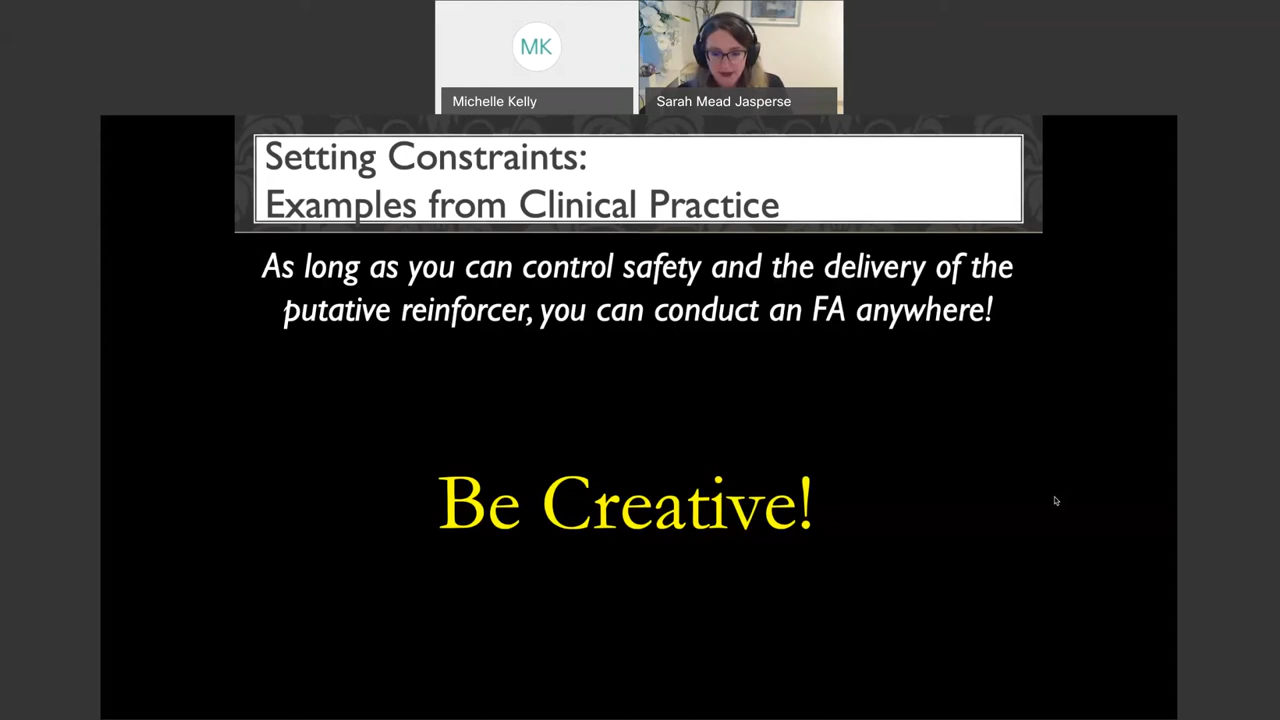 MK
Michelle Kelly
Sarah Mead Jasperse
Setting Constraints:
Examples from Clinical Practice
As long as you can control safety and the delivery of the
putative reinforcer, you can conduct an FA anywhere!
Be Creative!